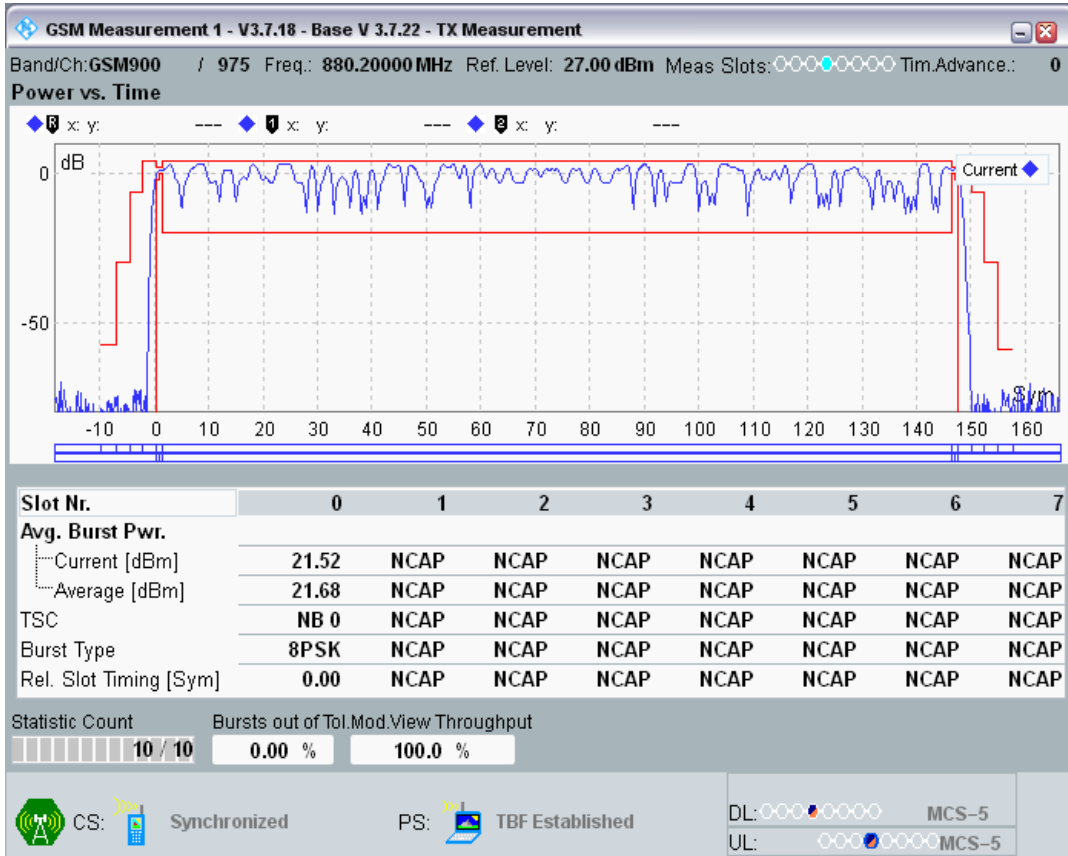 GSM Measurement 1 - V3.7.18 - Base V 3.7.22 - TX Measurement
Band/Ch:GSM900 / 975 Freq.: 880.20000 MHz Ref. Level: 27.00 dBm Meas Slots: Tim.Advance.: 0
Power vs. Time
R x: y: --- 1 x: y: --- 2 x: y: ---
dB
Current
0
-50
Sym
-10 0 10 20 30 40 50 60 70 80 90 100 110 120 130 140 150 160
Slot Nr. 0 1 2 3 4 5 6 7
Avg. Burst Pwr.
Current [dBm] 21.52 NCAP NCAP NCAP NCAP NCAP NCAP NCAP
Average [dBm] 21.68 NCAP NCAP NCAP NCAP NCAP NCAP NCAP
TSC NB 0 NCAP NCAP NCAP NCAP NCAP NCAP NCAP
Burst Type 8PSK NCAP NCAP NCAP NCAP NCAP NCAP NCAP
Rel. Slot Timing [Sym] 0.00 NCAP NCAP NCAP NCAP NCAP NCAP NCAP
Statistic Count Bursts out of Tol.Mod.View Throughput
10 / 10 0.00 % 100.0 %
CS: Synchronized PS: TBF Established
DL: MCS-5
UL: MCS-5